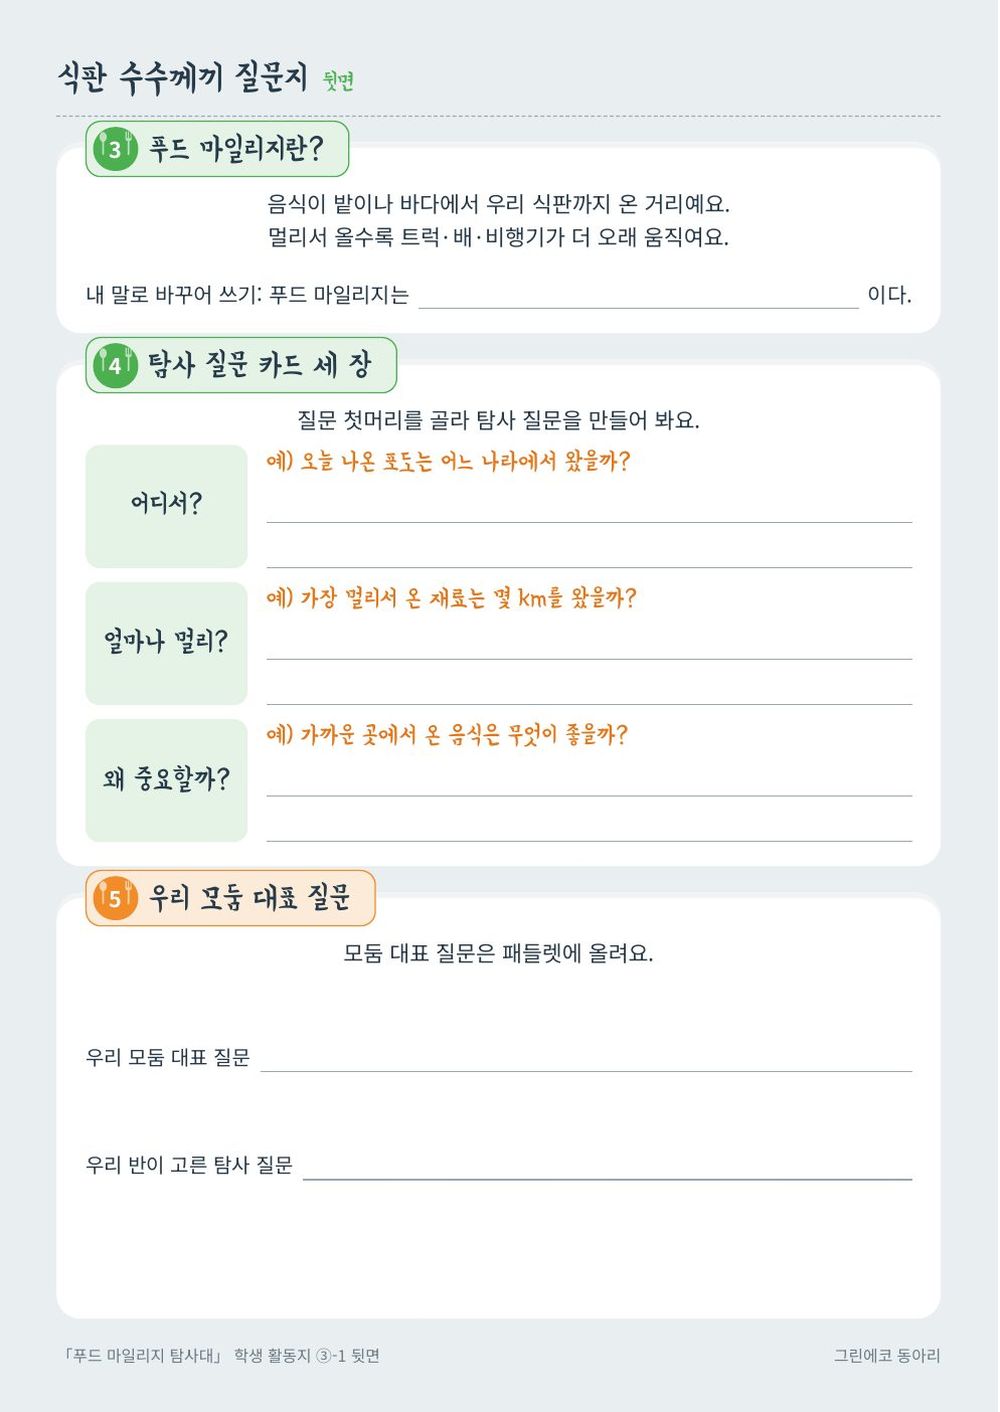 식판 수수께끼 질문지 뒷면
3 푸드 마일리지란?
음식이 밭이나 바다에서 우리 식판까지 온 거리예요.
멀리서 올수록 트럭·배·비행기가 더 오래 움직여요.
내 말로 바꾸어 쓰기: 푸드 마일리지는 이다.
4 탐사 질문 카드 세 장
질문 첫머리를 골라 탐사 질문을 만들어 봐요.
어디서?
예) 오늘 나온 포도는 어느 나라에서 왔을까?
얼마나 멀리?
예) 가장 멀리서 온 재료는 몇 km를 왔을까?
왜 중요할까?
예) 가까운 곳에서 온 음식은 무엇이 좋을까?
5 우리 모둠 대표 질문
모둠 대표 질문은 패들렛에 올려요.
우리 모둠 대표 질문
우리 반이 고른 탐사 질문
「푸드 마일리지 탐사대」 학생 활동지 ③-1 뒷면
그린에코 동아리